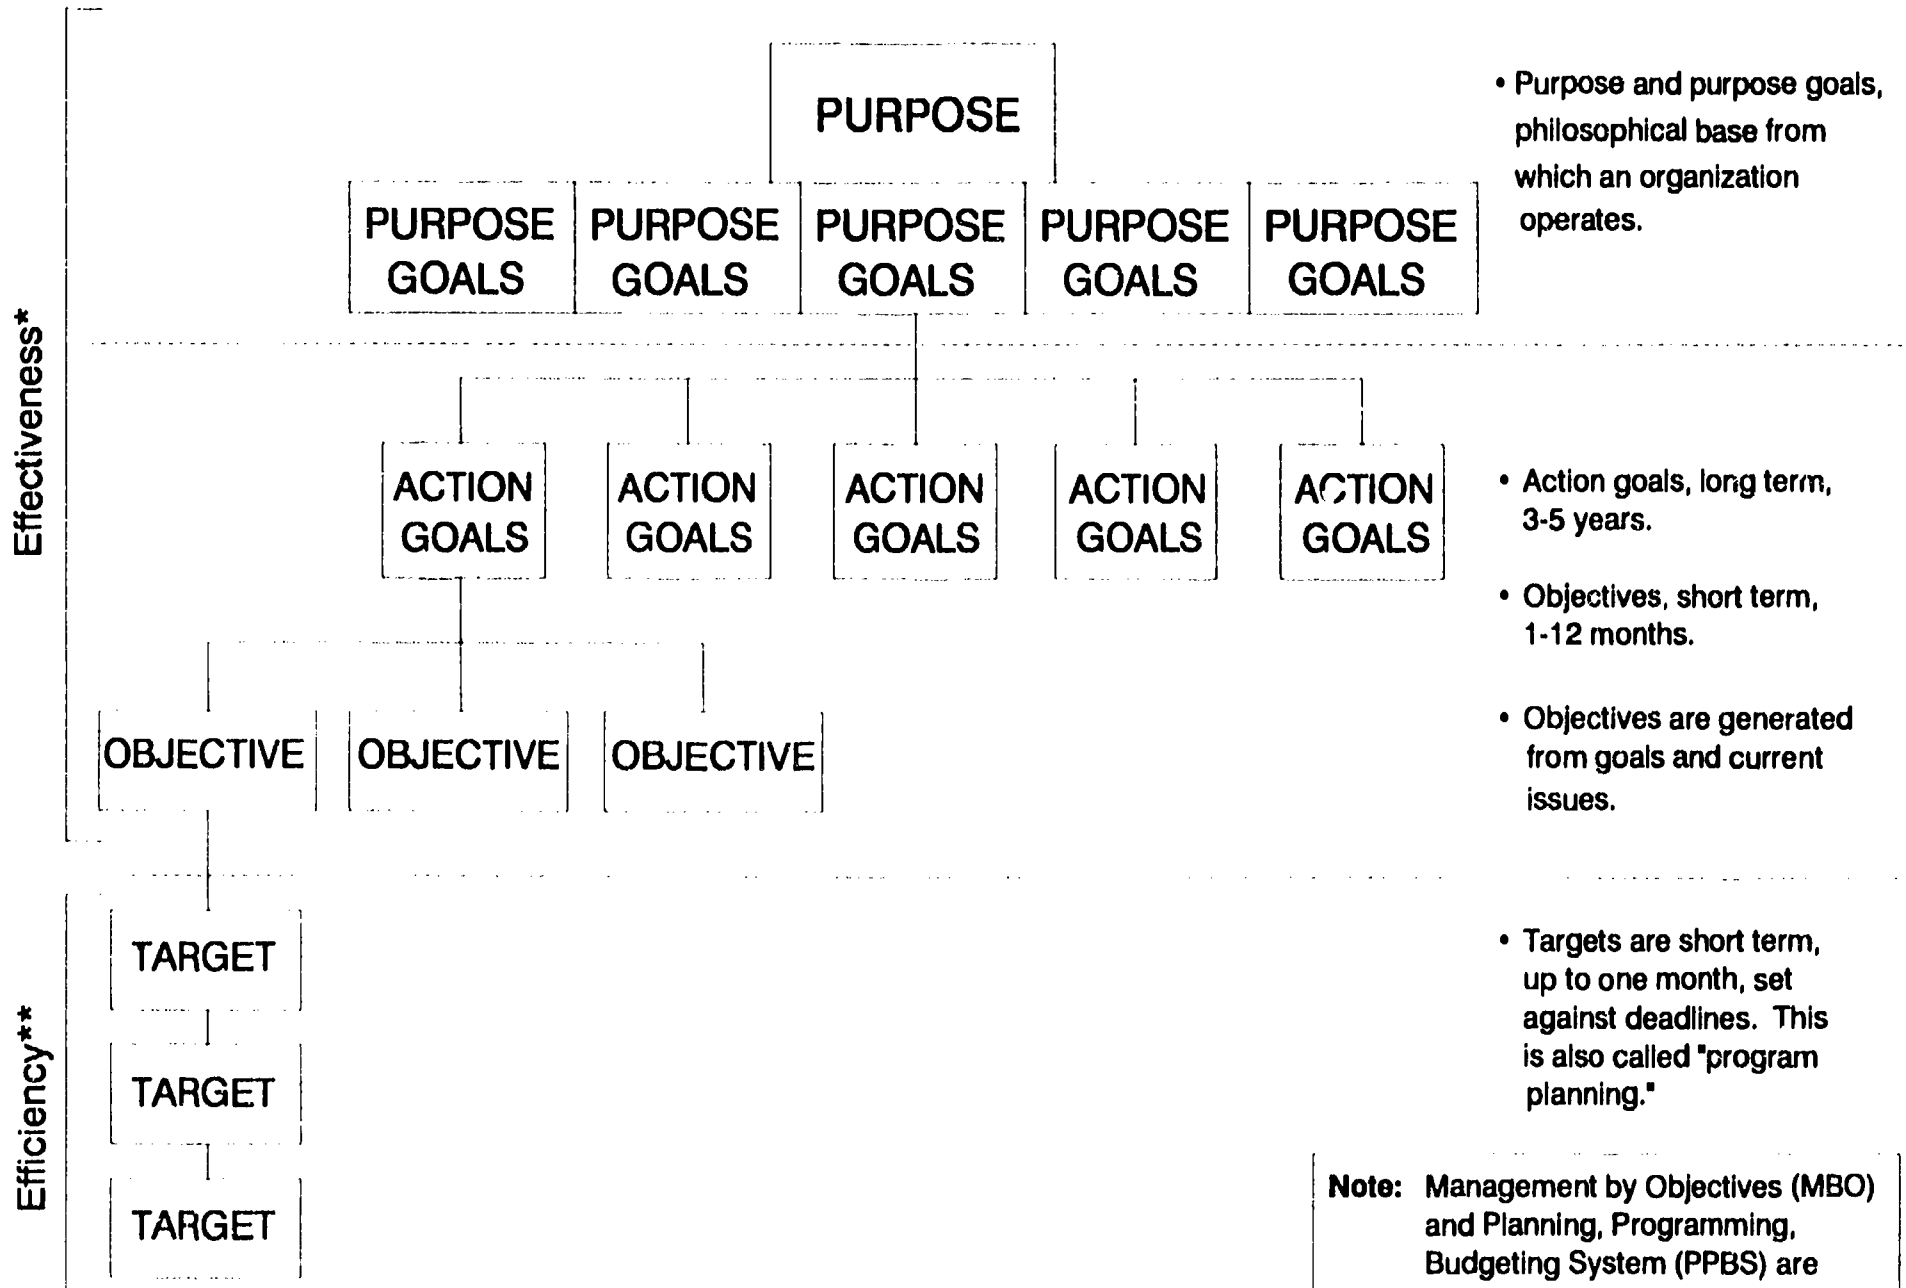 PURPOSE
• Purpose and purpose goals,
philosophical base from
which an organization
operates.
PURPOSE PURPOSE PURPOSE PURPOSE PURPOSE
GOALS GOALS GOALS GOALS GOALS
Effectiveness*
ACTION ACTION ACTION ACTION ACTION
GOALS GOALS GOALS GOALS GOALS
• Action goals, long term,
3-5 years.
• Objectives, short term,
1-12 months.
OBJECTIVE OBJECTIVE OBJECTIVE
• Objectives are generated
from goals and current
issues.
Efficiency**
TARGET
TARGET
TARGET
• Targets are short term,
up to one month, set
against deadlines. This
is also called "program
planning."
Note: Management by Objectives (MBO)
and Planning, Programming,
Budgeting System (PPBS) are